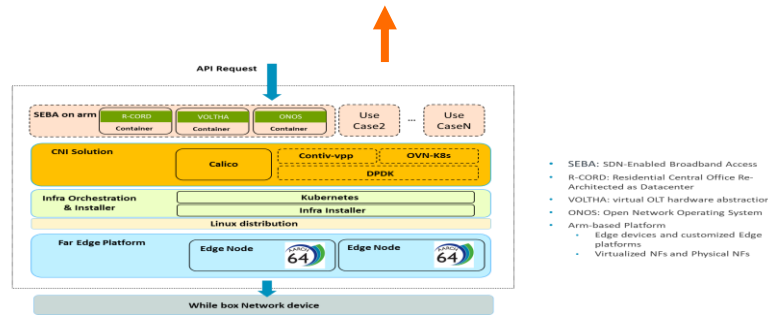 API Request
SEBA on arm
R-CORD
Container
VOLTHA
Container
ONOS
Container
Use
Case2
...
Use
CaseN
CNI Solution
Calico
Contiv-vpp
OVN-K8s
DPDK
Infra Orchestration
& Installer
Kubernetes
Infra Installer
Linux distribution
Far Edge Platform
Edge Node
AARCH
64
Edge Node
AARCH
64
While box Network device
• SEBA: SDN-Enabled Broadband Access
• R-CORD: Residential Central Office Re-
Architected as Datacenter
• VOLTHA: virtual OLT hardware abstraction
• ONOS: Open Network Operating System
• Arm-based Platform
• Edge devices and customized Edge
platforms
• Virtualized NFs and Physical NFs